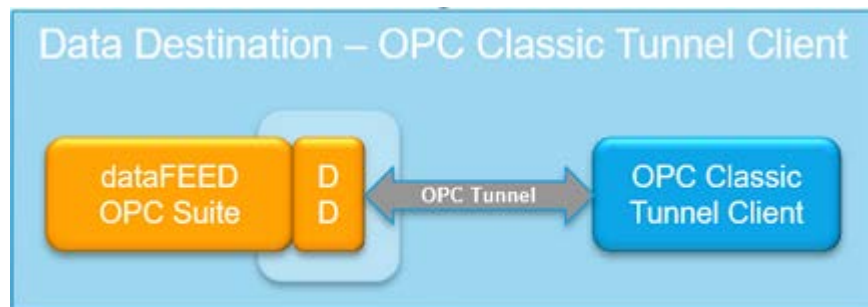 Data Destination – OPC Classic Tunnel Client
dataFEED
OPC Suite
D
D
OPC Tunnel
OPC Classic
Tunnel Client